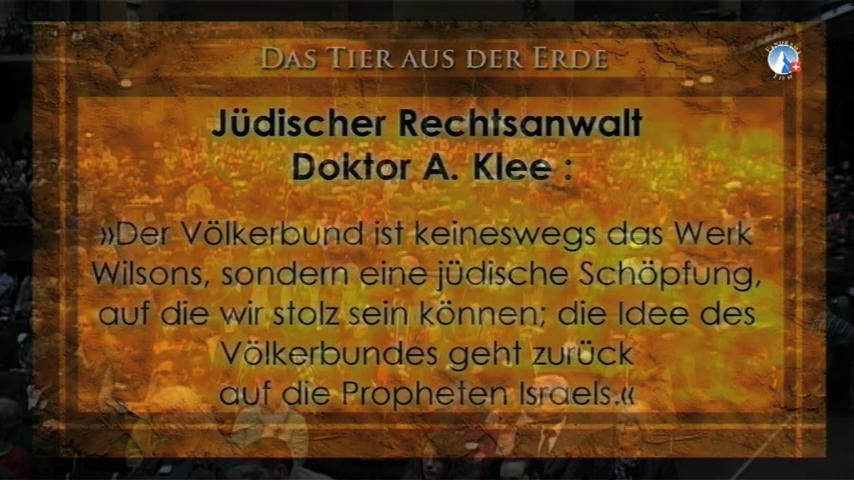 Das Tier aus der Erde
Jüdischer Rechtsanwalt
Doktor A. Klee :
»Der Völkerbund ist keineswegs das Werk
Wilsons, sondern eine jüdische Schöpfung,
auf die wir stolz sein können; die Idee des
Völkerbundes geht zurück
auf die Propheten Israels.«